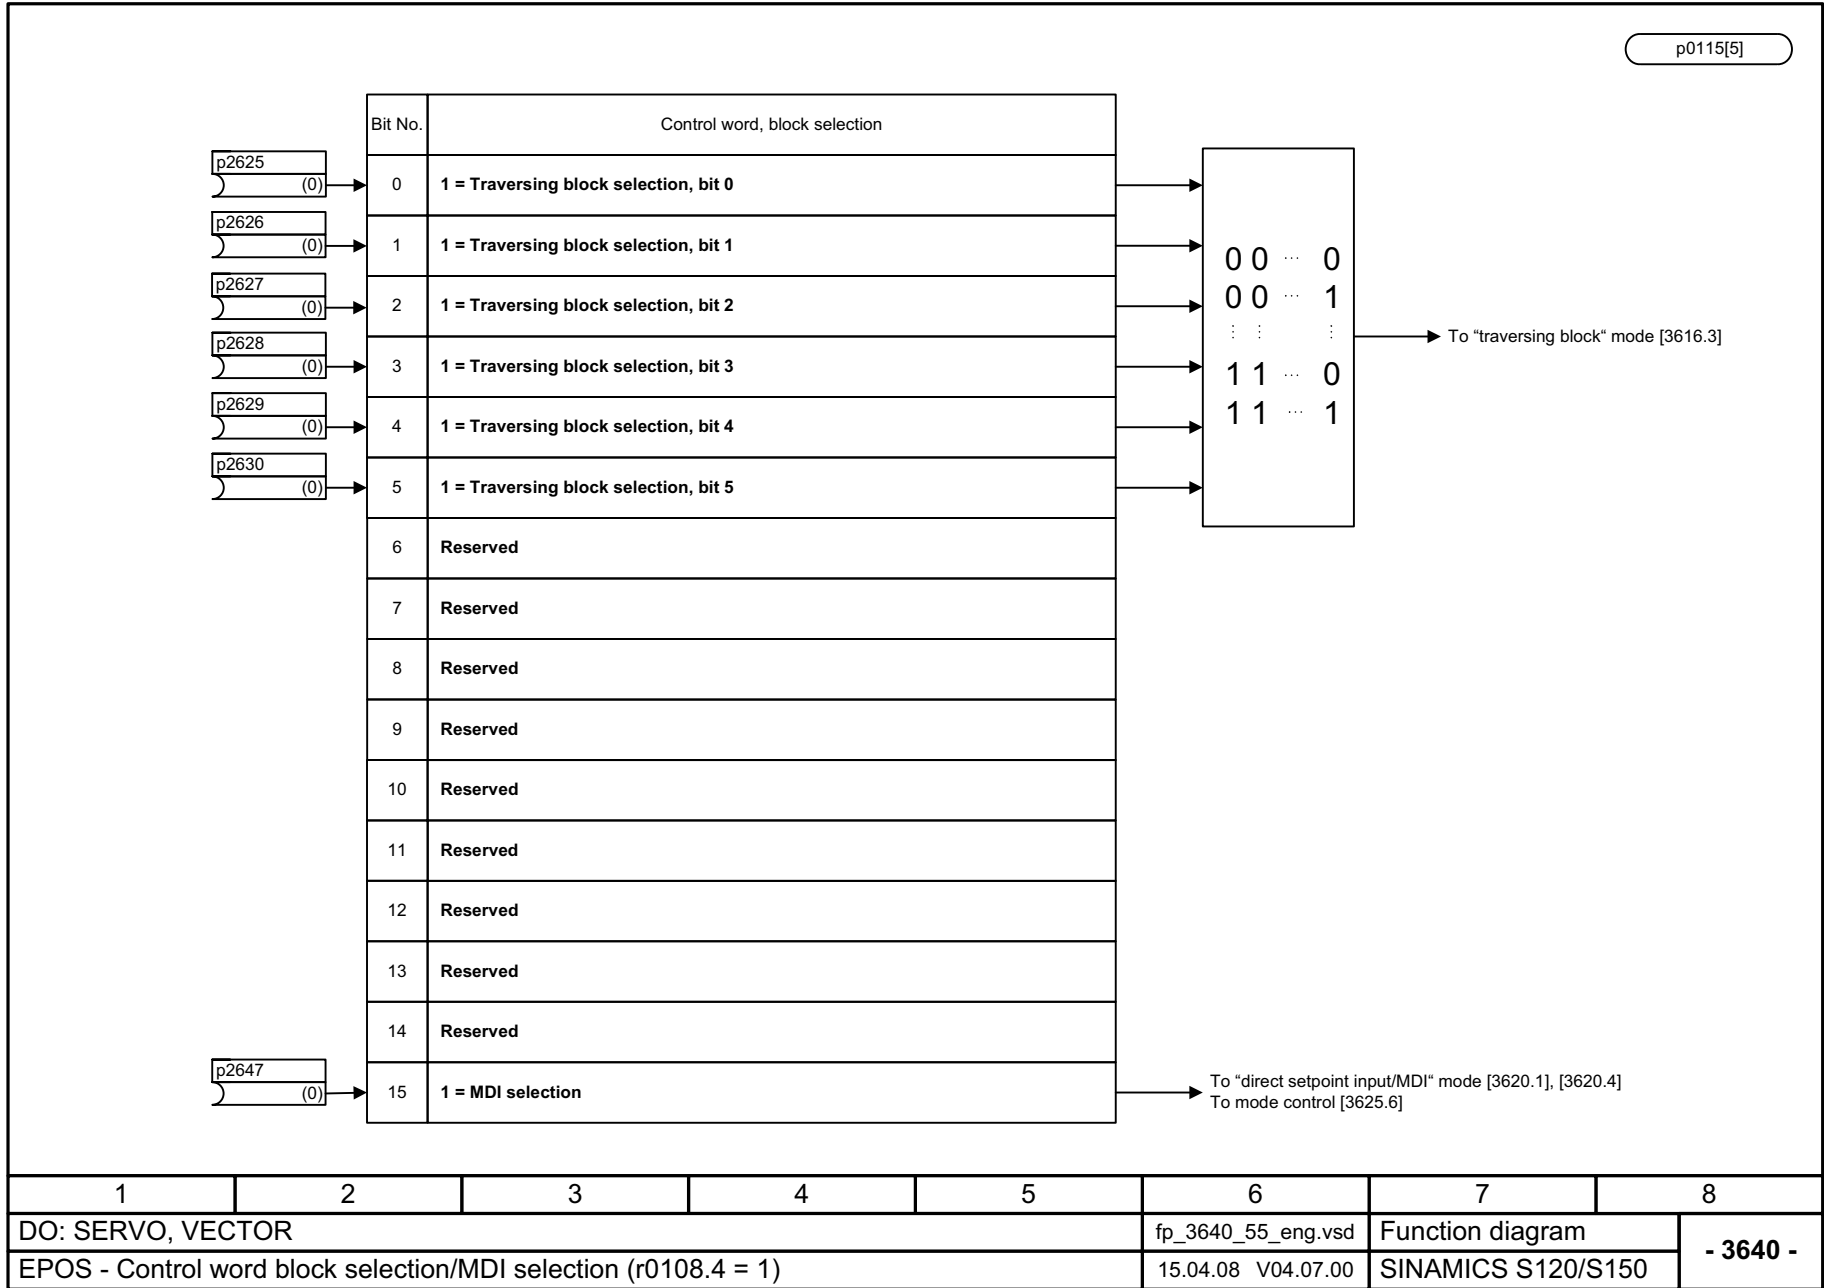 p0115[5]
Bit No. Control word, block selection
p2625
(0) 0 1 = Traversing block selection, bit 0
p2626
(0) 1 1 = Traversing block selection, bit 1
p2627
(0) 2 1 = Traversing block selection, bit 2
p2628
(0) 3 1 = Traversing block selection, bit 3
p2629
(0) 4 1 = Traversing block selection, bit 4
p2630
(0) 5 1 = Traversing block selection, bit 5
0 0 ... 0
0 0 ... 1
⋮ ⋮ ⋮
1 1 ... 0
1 1 ... 1
To “traversing block“ mode [3616.3]
6 Reserved
7 Reserved
8 Reserved
9 Reserved
10 Reserved
11 Reserved
12 Reserved
13 Reserved
14 Reserved
p2647
(0) 15 1 = MDI selection
To “direct setpoint input/MDI“ mode [3620.1], [3620.4]
To mode control [3625.6]
1 2 3 4 5 6 7 8
DO: SERVO, VECTOR fp_3640_55_eng.vsd Function diagram
- 3640 -
EPOS - Control word block selection/MDI selection (r0108.4 = 1) 15.04.08 V04.07.00 SINAMICS S120/S150